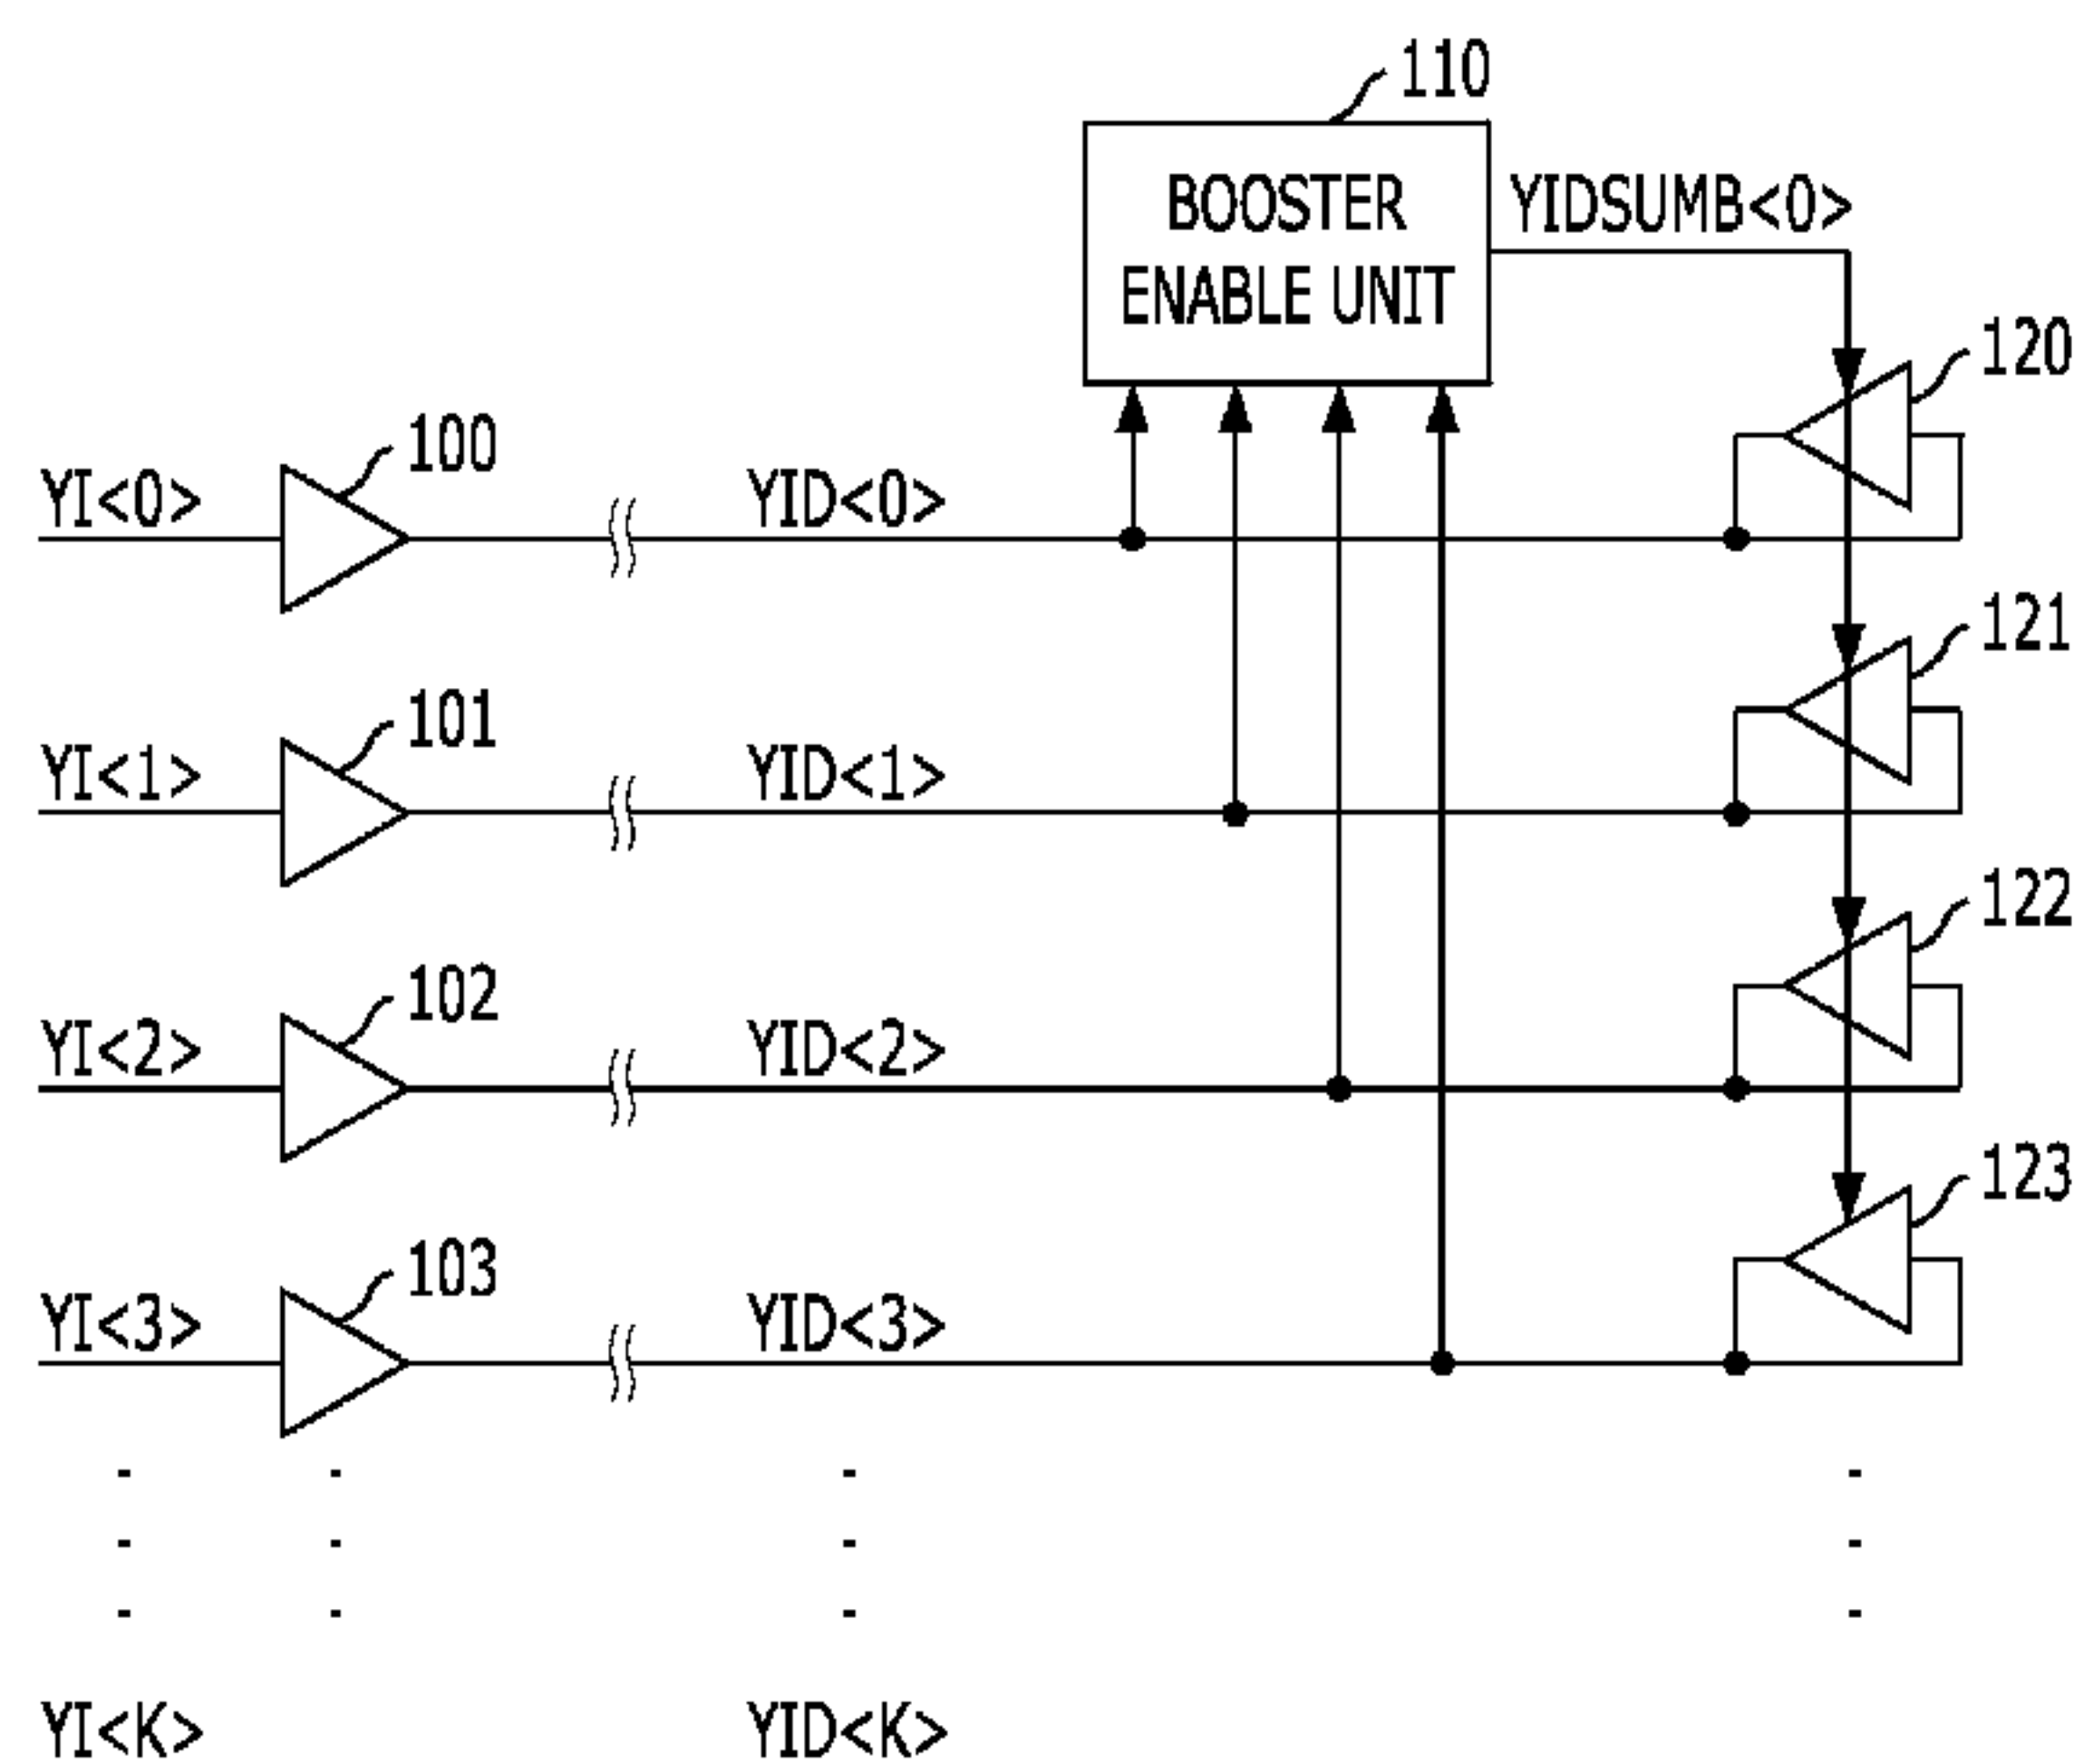 110
BOOSTER
ENABLE UNIT
YIDSUMB<0>
120
100
YI<0>
YID<0>
121
101
YI<1>
YID<1>
122
102
YI<2>
YID<2>
123
103
YI<3>
YID<3>
YI<K>
YID<K>